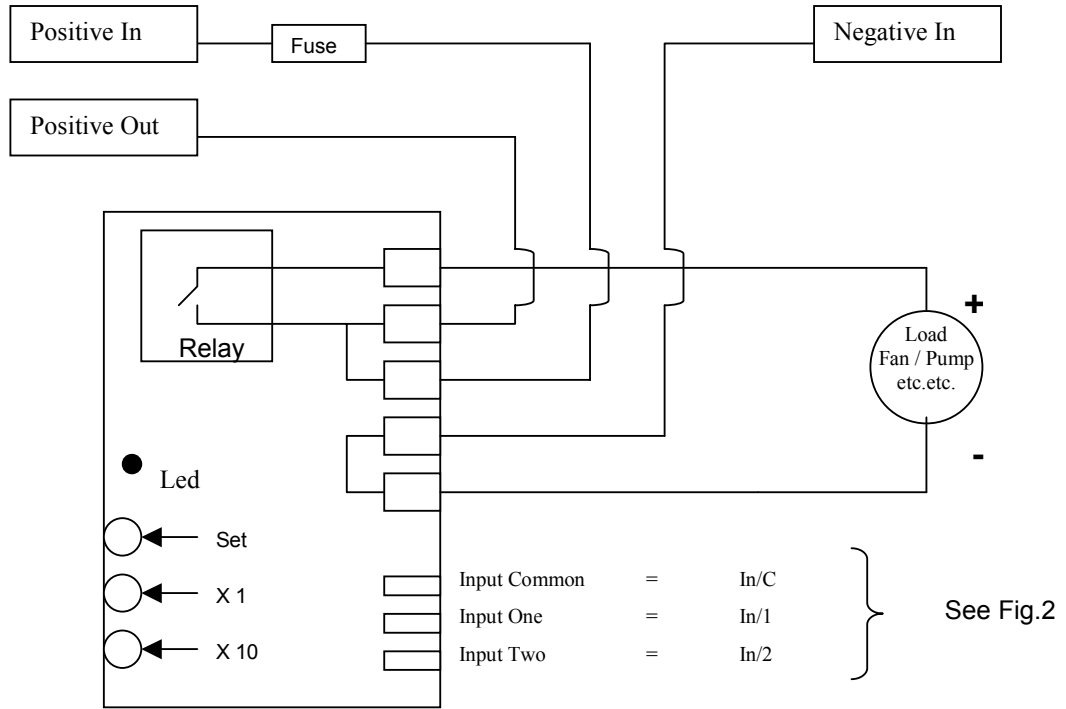 Positive In
Fuse
Negative In
Positive Out
Relay
+
Load
Fan / Pump
etc.etc.
-
Led
Set
X 1
X 10
Input Common = In/C
Input One = In/1
Input Two = In/2
See Fig.2